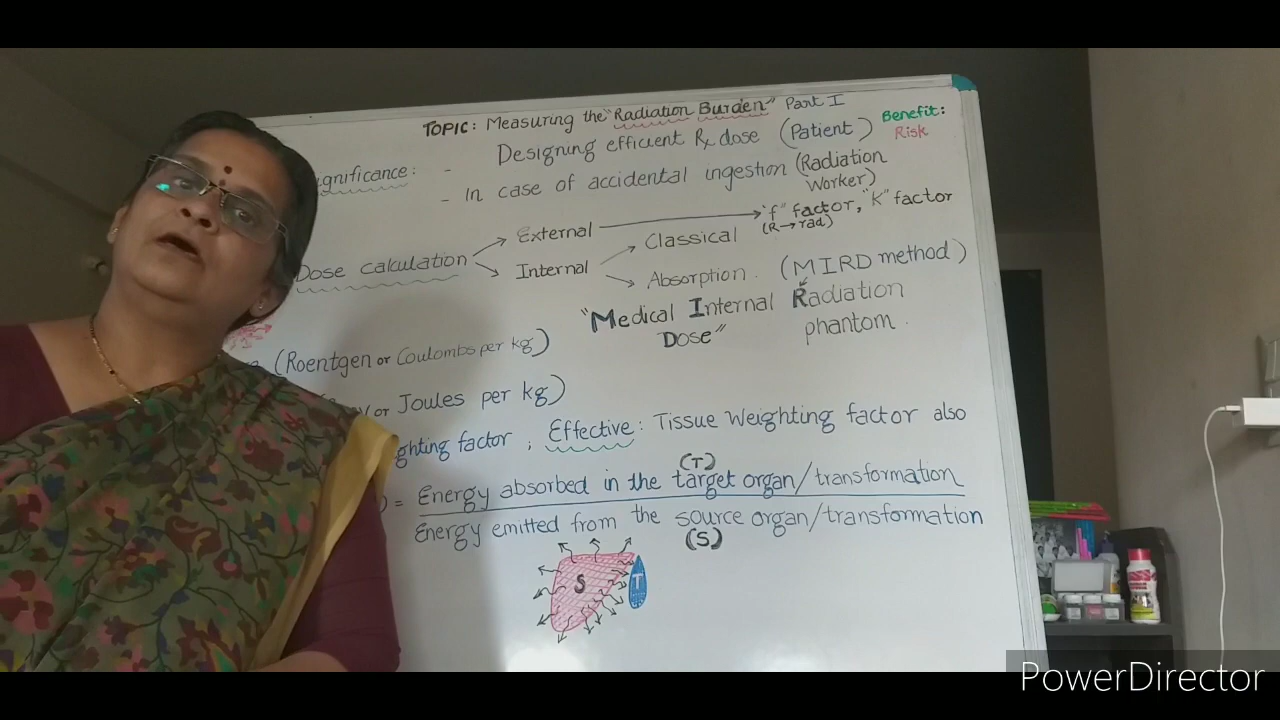 TOPIC: Measuring the "Radiation Burden" Part I
Benefit:
Risk
Designing efficient Rx dose (Patient)
gnificance: -
- In case of accidental ingestion (Radiation
Worker)
Dose calculation
External
"f" factor, "K" factor
(R→rad)
Internal
Classical
Absorption. (MIRD method)
"Medical Internal Radiation
Dose"
phantom.
(Roentgen or Coulombs per kg)
or Joules per kg)
ghting factor, Effective: Tissue Weighting factor also
(T)
) = Energy absorbed in the target organ/transformation
Energy emitted from the source organ/transformation
(S)
S
T
PowerDirector